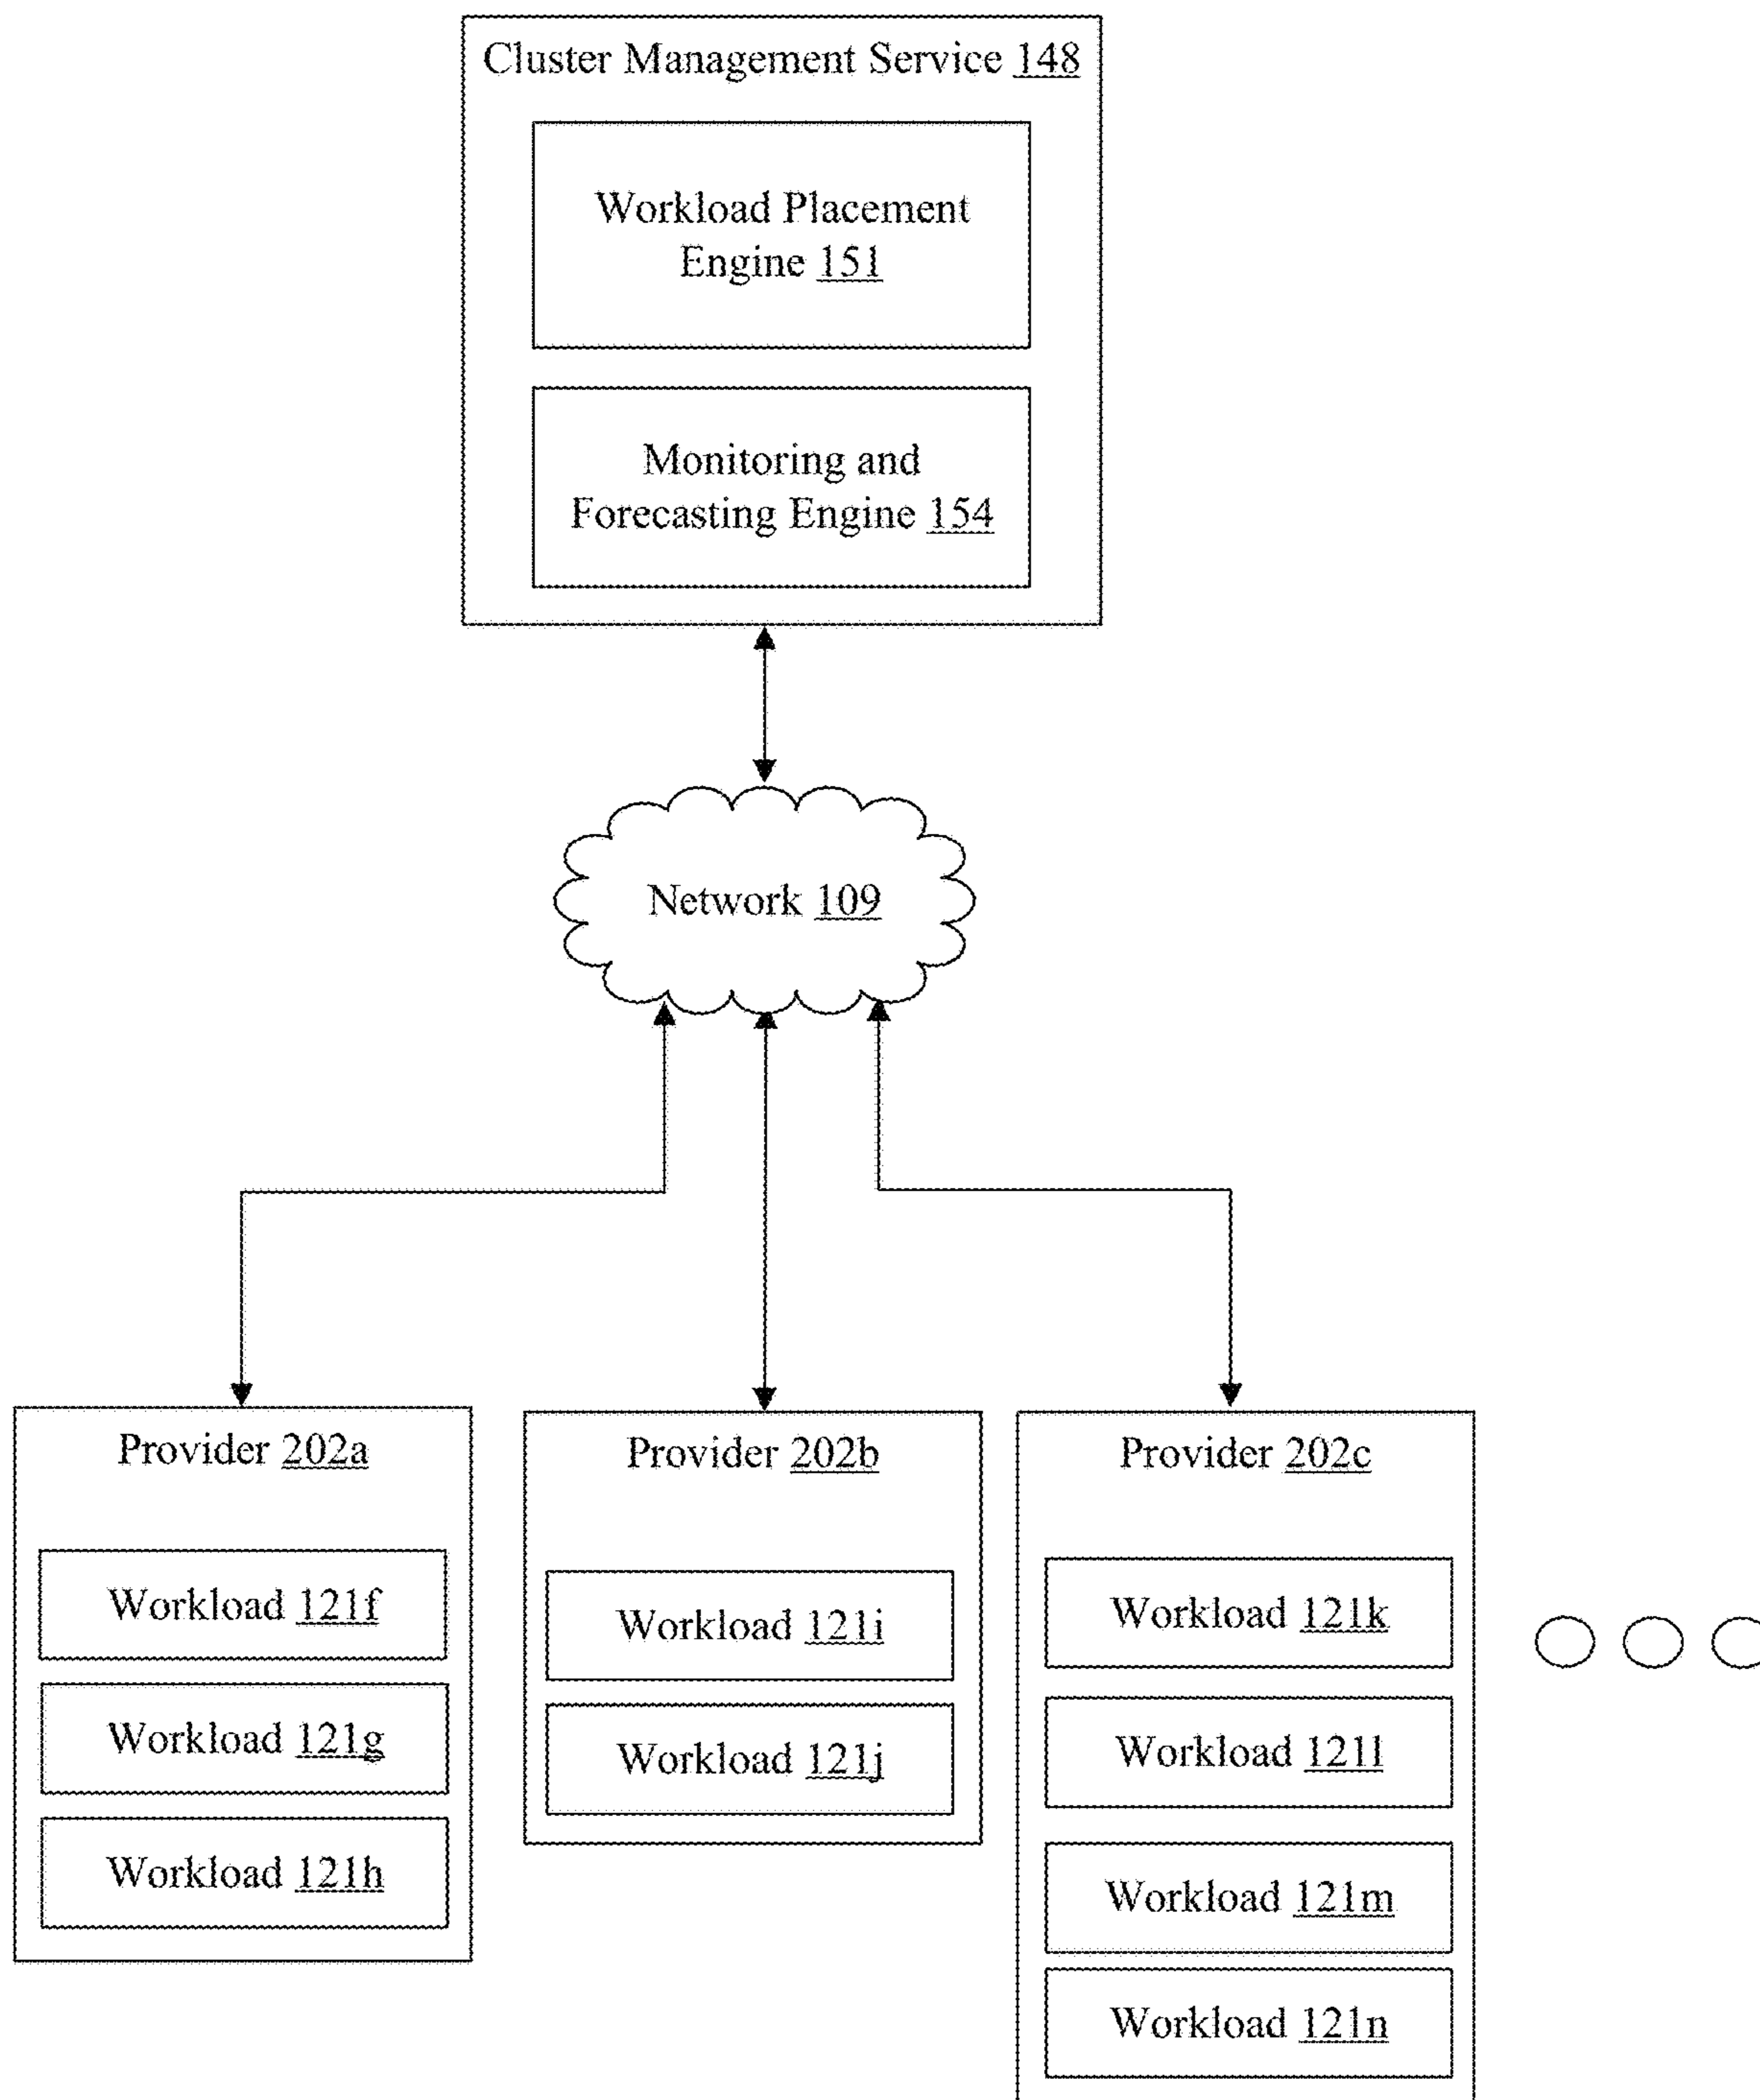 Cluster Management Service 148
Workload Placement
Engine 151
Monitoring and
Forecasting Engine 154
Network 109
Provider 202a
Workload 121f
Workload 121g
Workload 121h
Provider 202b
Workload 121i
Workload 121j
Provider 202c
Workload 121k
Workload 121l
Workload 121m
Workload 121n